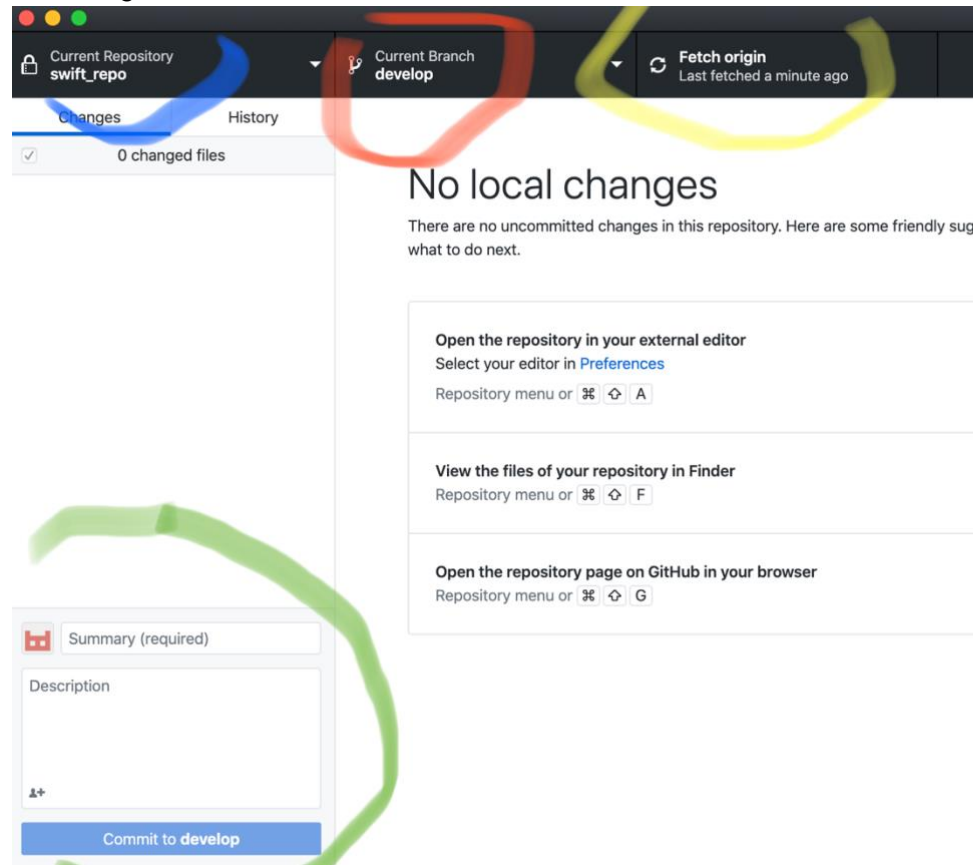 Current Repository
swift_repo
Current Branch
develop
Fetch origin
Last fetched a minute ago
Changes
History
0 changed files
No local changes
There are no uncommitted changes in this repository. Here are some friendly sug
what to do next.
Open the repository in your external editor
Select your editor in Preferences
Repository menu or ⌘ ⇧ A
View the files of your repository in Finder
Repository menu or ⌘ ⇧ F
Open the repository page on GitHub in your browser
Repository menu or ⌘ ⇧ G
Summary (required)
Description
Commit to develop